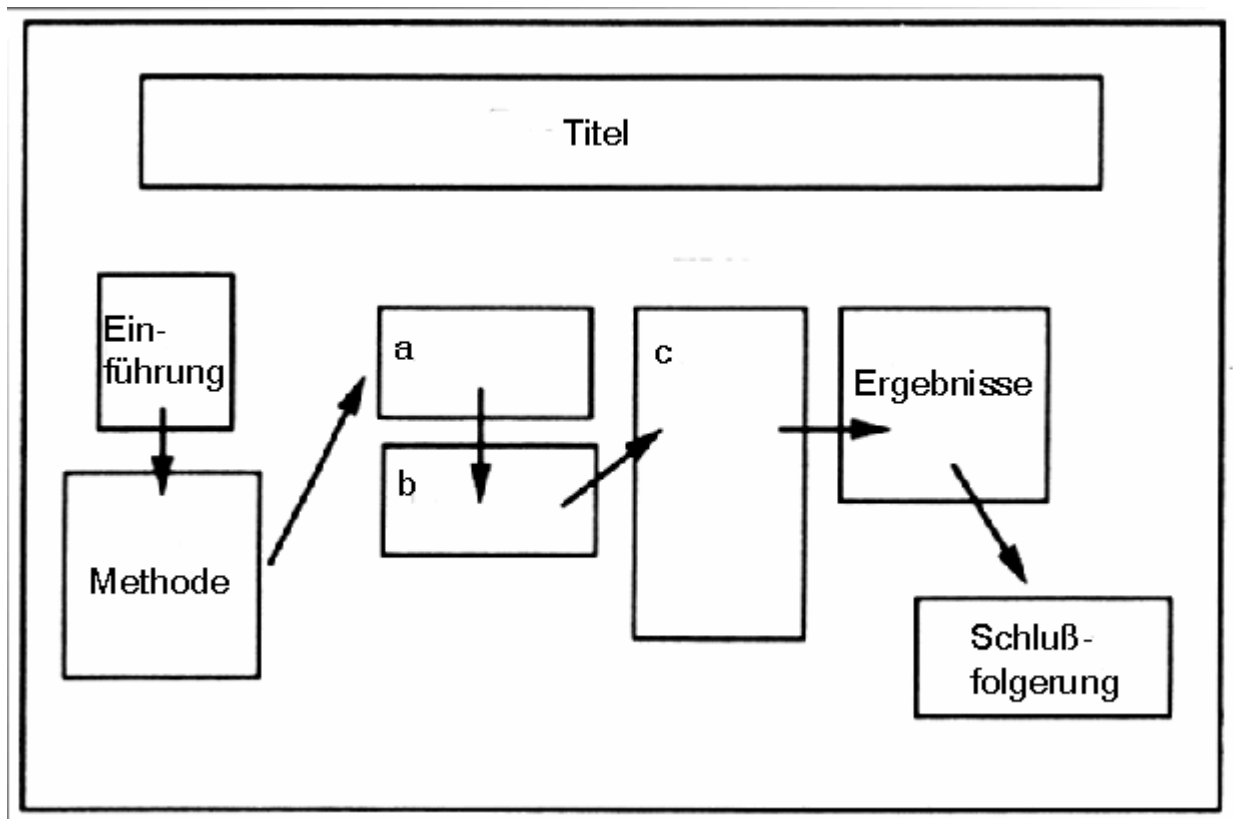 Titel
Ein-
führung
Methode
a
b
c
Ergebnisse
Schluß-
folgerung